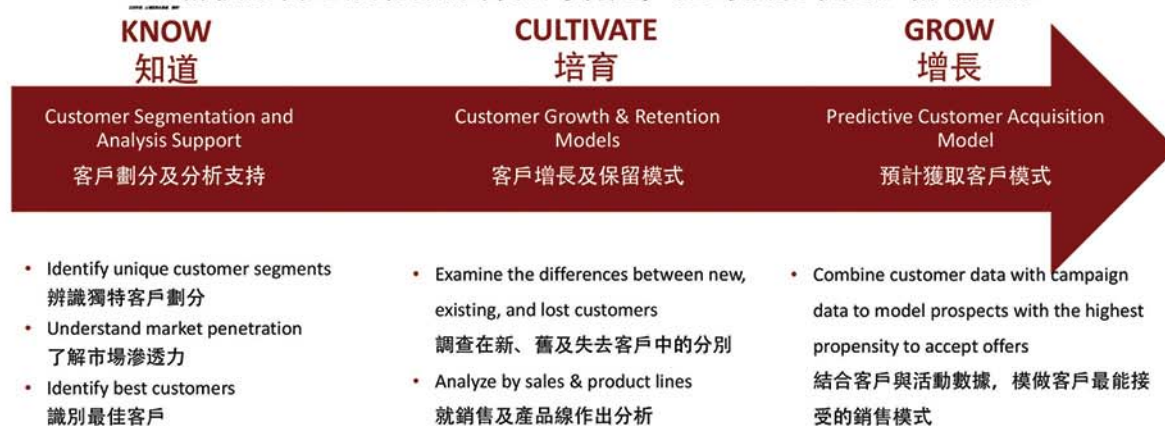 KNOW
知道
Customer Segmentation and
Analysis Support
客戶劃分及分析支持
• Identify unique customer segments
辨識獨特客戶劃分
• Understand market penetration
了解市場滲透力
• Identify best customers
識別最佳客戶
CULTIVATE
培育
Customer Growth & Retention
Models
客戶增長及保留模式
• Examine the differences between new,
existing, and lost customers
調查在新、舊及失去客戶中的分別
• Analyze by sales & product lines
就銷售及產品線作出分析
GROW
增長
Predictive Customer Acquisition
Model
預計獲取客戶模式
• Combine customer data with campaign
data to model prospects with the highest
propensity to accept offers
結合客戶與活動數據，模做客戶最能接
受的銷售模式